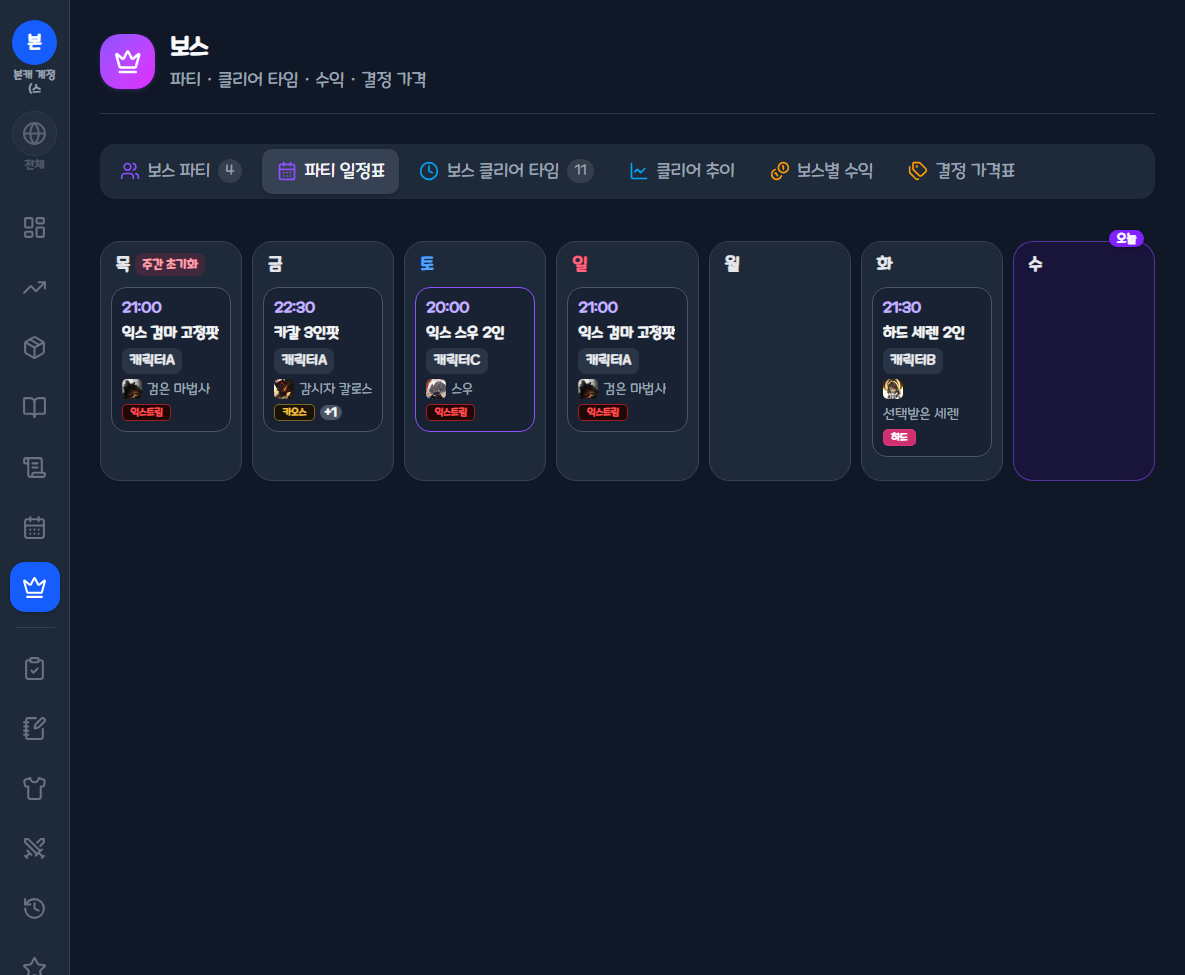 본
본캐 계정
(스
전체
보스
파티 · 클리어 타임 · 수익 · 결정 가격
보스 파티 4
파티 일정표
보스 클리어 타임 11
클리어 추이
보스별 수익
결정 가격표
목 주간 초기화
21:00
익스 검마 고정팟
캐릭터A
검은 마법사
익스트림
금
22:30
카칼 3인팟
캐릭터A
감시자 칼로스
카오스 +1
토
20:00
익스 스우 2인
캐릭터C
스우
익스트림
일
21:00
익스 검마 고정팟
캐릭터A
검은 마법사
익스트림
월
화
21:30
하드 세렌 2인
캐릭터B
선택받은 세렌
하드
오늘
수